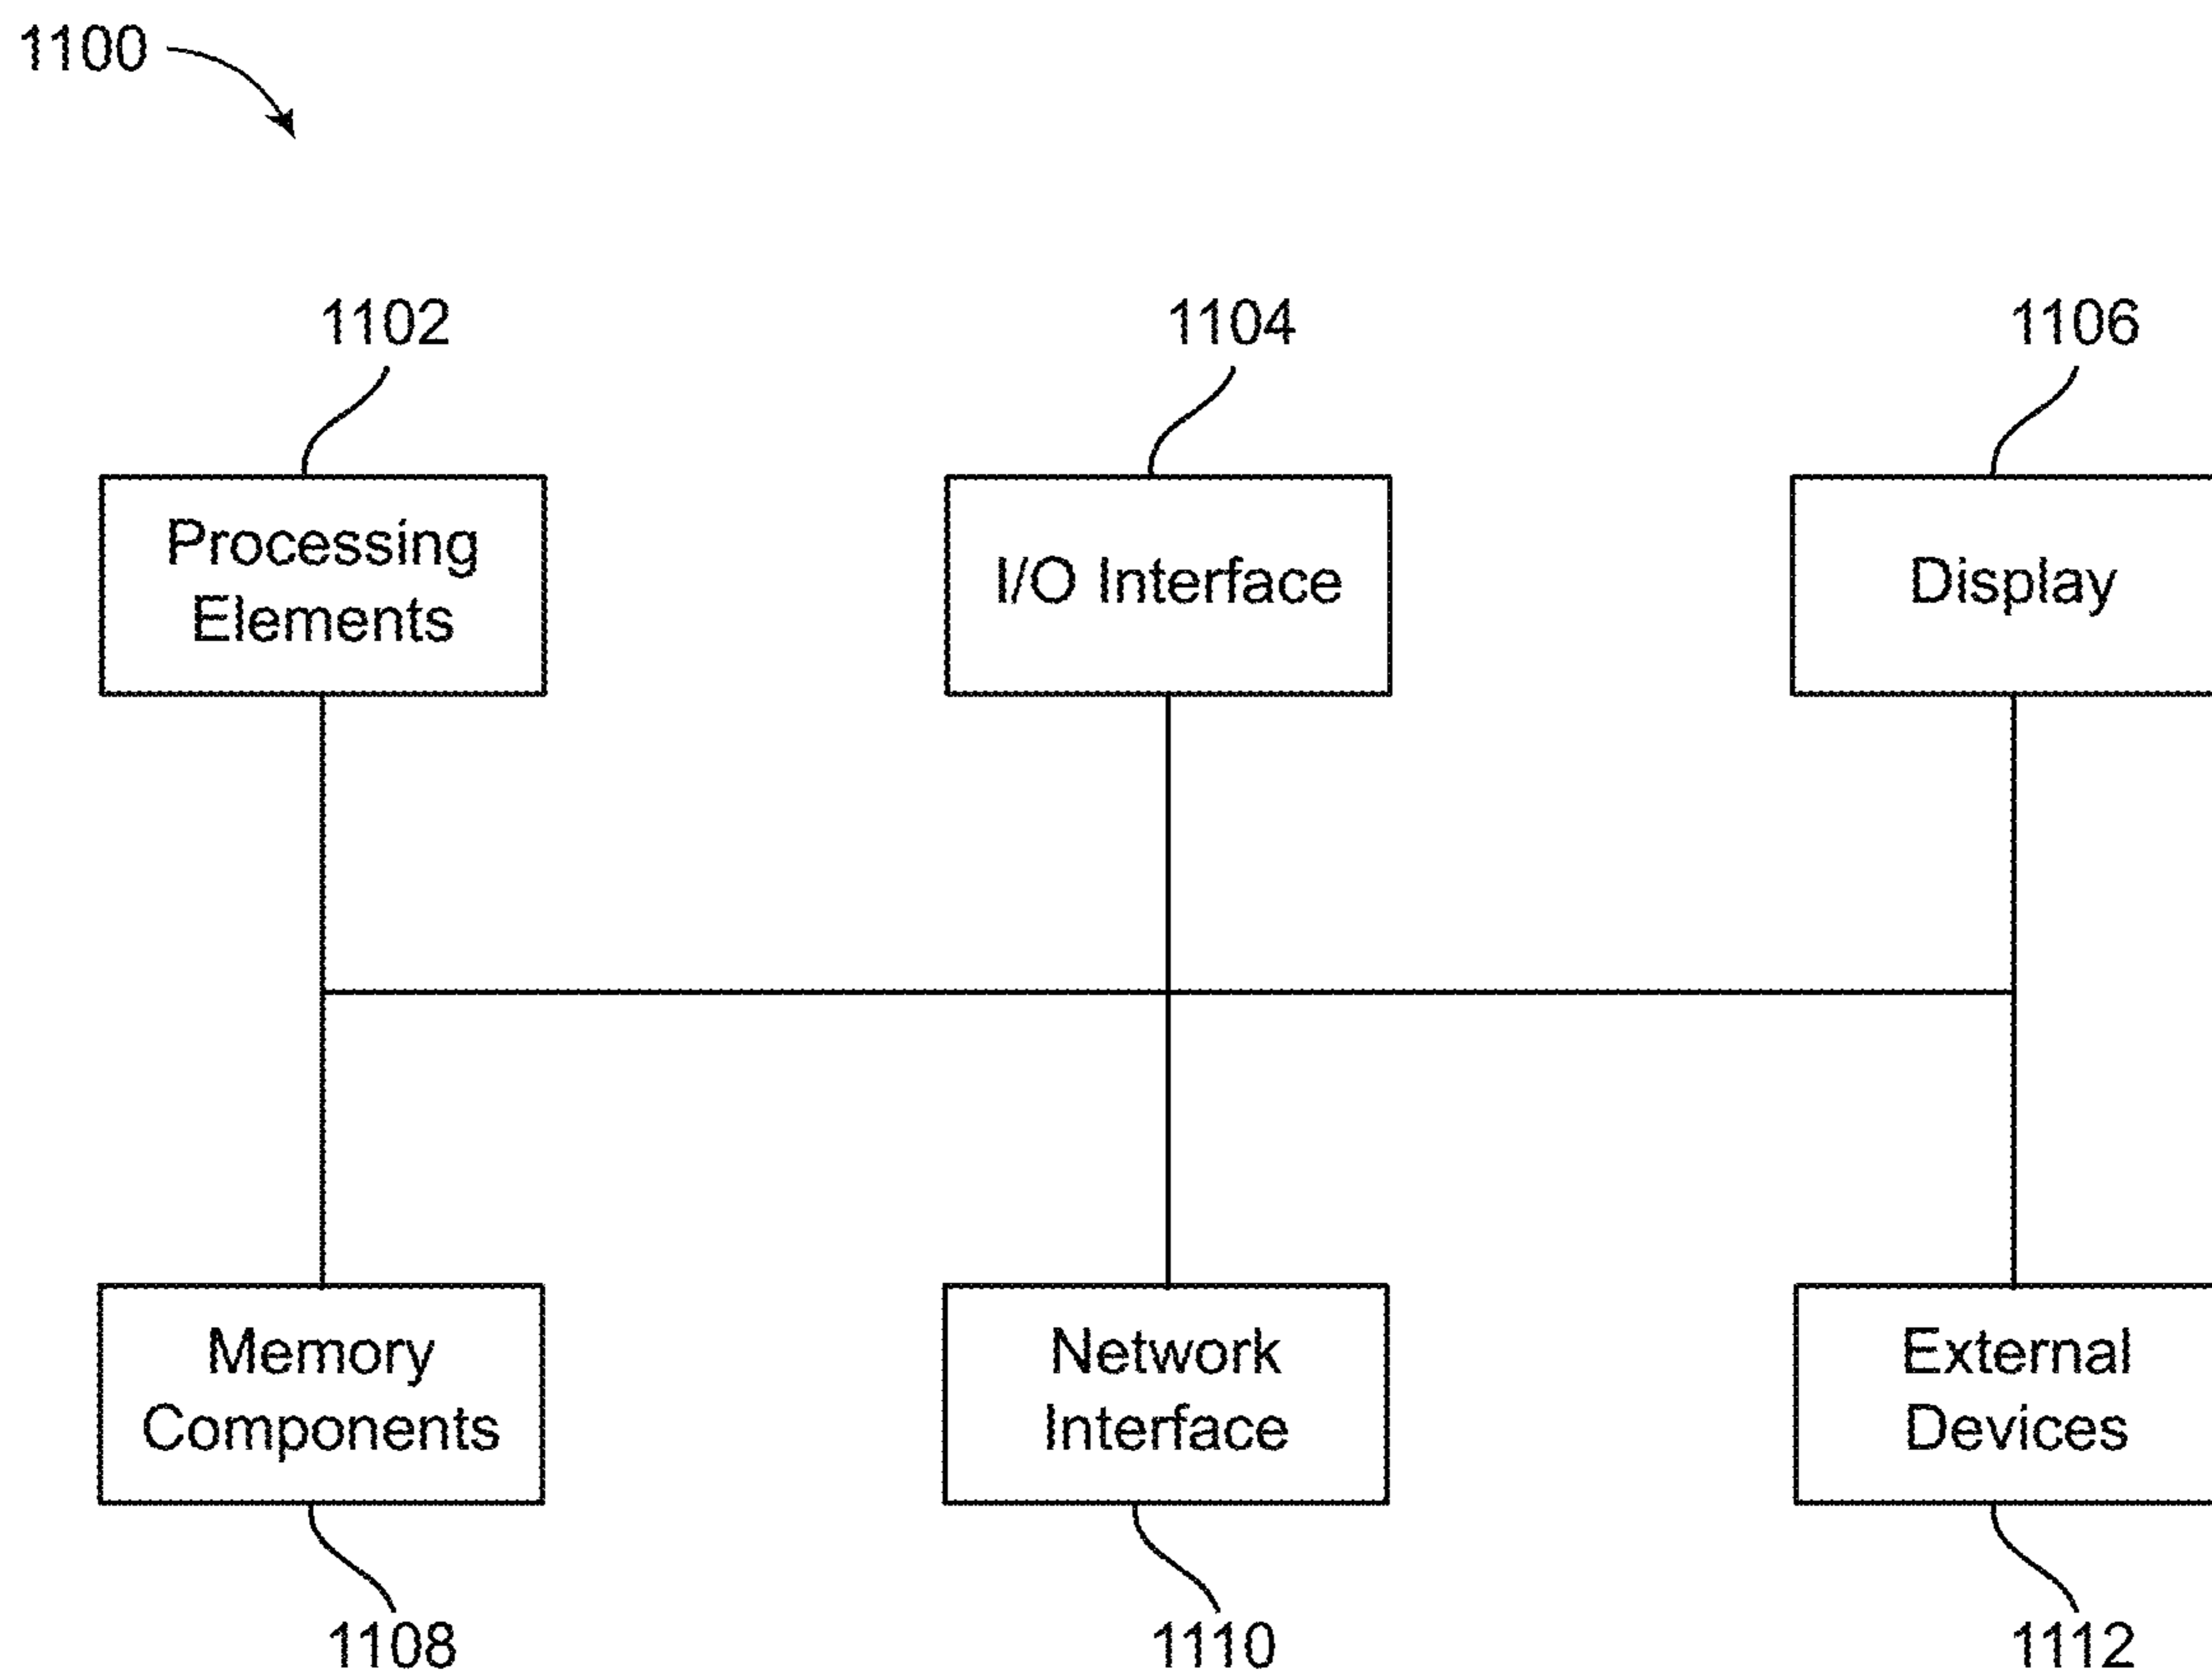 1100
1102
1104
1106
Processing
Elements
I/O Interface
Display
Memory
Components
Network
Interface
External
Devices
1108
1110
1112